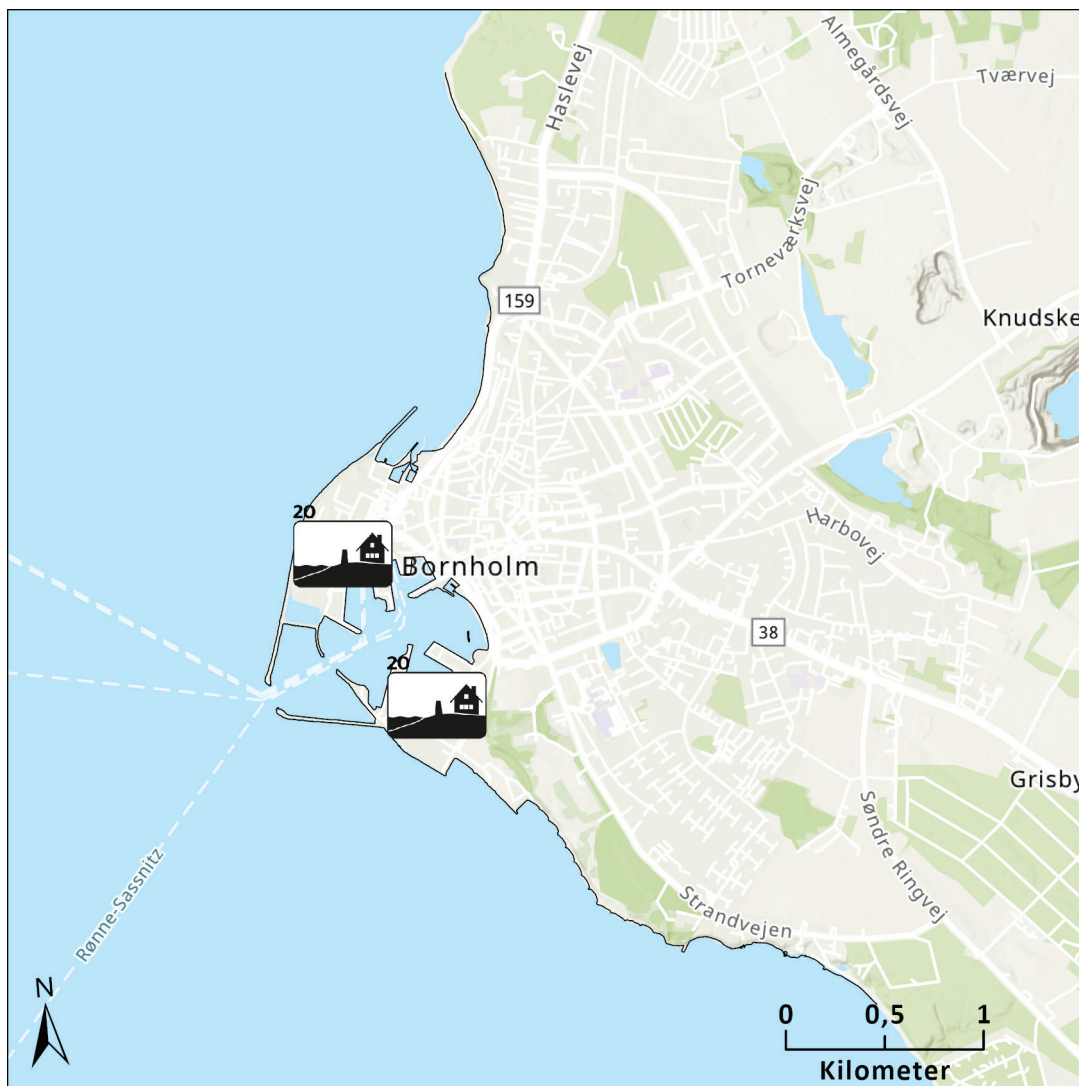 Almegårdsvej
Tværvej
Haslevej
Torneværksvej
159
Knudske
20
Bornholm
Harbovej
38
20
Grisby
Søndre Ringvej
Strandvejen
Rønne-Sassnitz
N
0 0,5 1
Kilometer